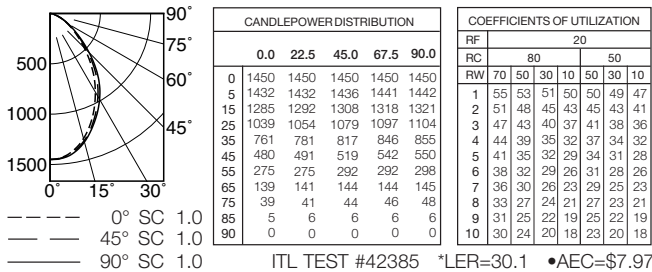 90°
75°
60°
45°
500
1000
1500
0° 15° 30°
0° SC 1.0
45° SC 1.0
90° SC 1.0
CANDLEPOWER DISTRIBUTION
0.0 22.5 45.0 67.5 90.0
0 1450 1450 1450 1450 1450
5 1432 1432 1436 1441 1442
15 1285 1292 1308 1318 1321
25 1039 1054 1079 1097 1104
35 761 781 817 846 855
45 480 491 519 542 550
55 275 275 292 292 298
65 139 141 144 144 145
75 39 41 44 46 48
85 5 6 6 6 6
90 0 0 0 0 0
COEFFICIENTS OF UTILIZATION
RF 20
RC 80 50
RW 70 50 30 10 50 30 10
1 55 53 51 50 50 49 47
2 51 48 45 43 45 43 41
3 47 43 40 37 41 38 36
4 44 39 35 32 37 34 32
5 41 35 32 29 34 31 28
6 38 32 29 26 31 28 26
7 36 30 26 23 29 25 23
8 33 27 24 21 27 23 21
9 31 25 22 19 25 22 19
10 30 24 20 18 23 20 18
ITL TEST #42385 *LER=30.1 •AEC=$7.97